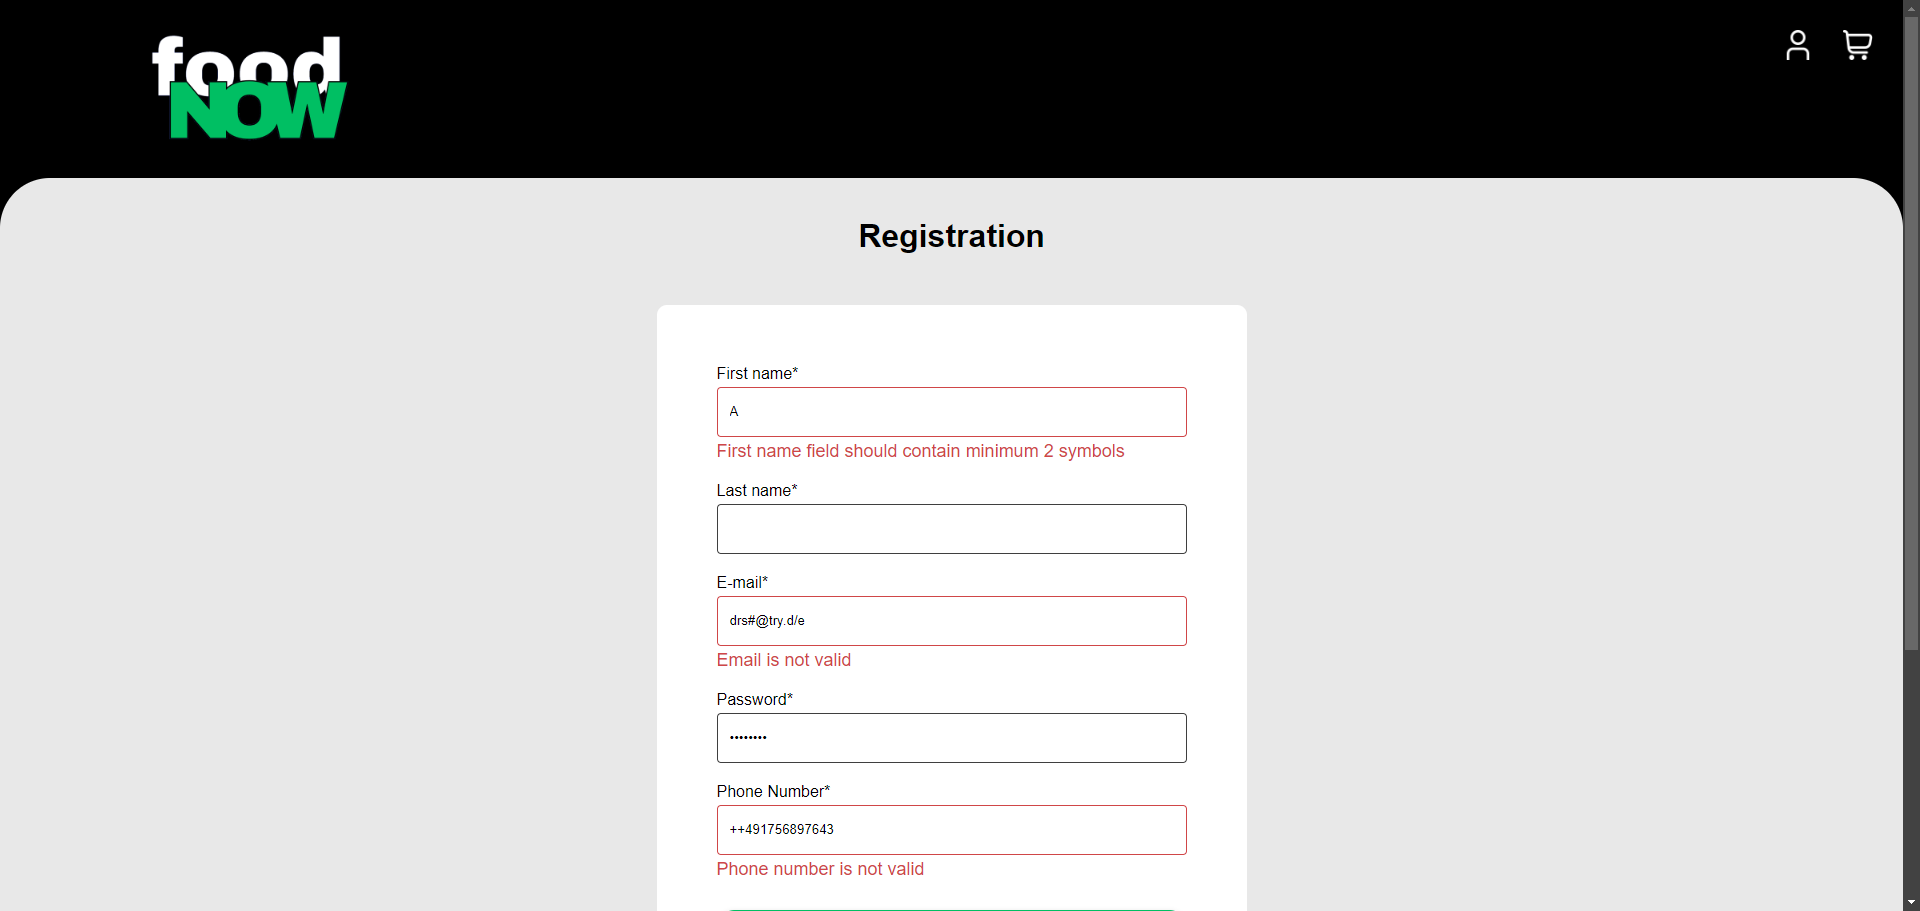 food
NOW
Registration
First name*
A
First name field should contain minimum 2 symbols
Last name*
E-mail*
drs#@try.d/e
Email is not valid
Password*
••••••••
Phone Number*
++491756897643
Phone number is not valid